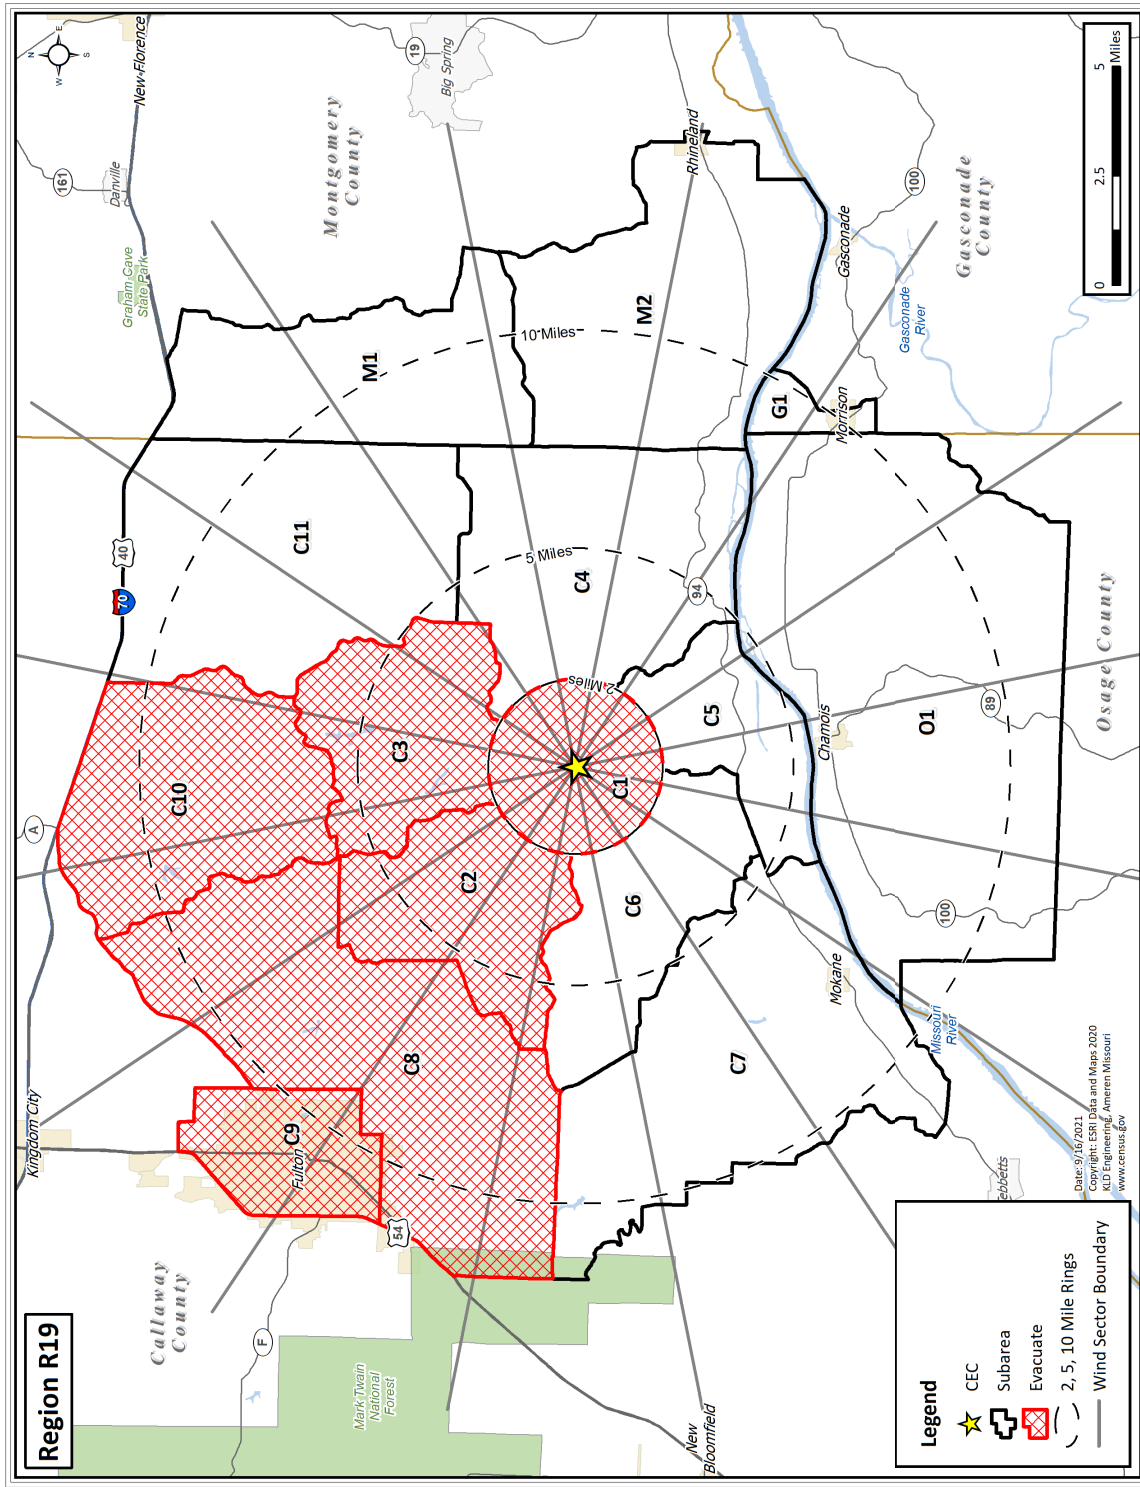 Region R19
Kingdom City
A
New Florence
N
E
S
W
161
Danville
Graham Cave
State Park
19
Big Spring
Montgomery
County
Callaway
County
F
Fulton
54
Mark Twain
National
Forest
New
Bloomfield
40
70
C10
C11
M1
C9
C8
C3
C2
C4
M2
C1
C5
C6
C7
G1
O1
10 Miles
5 Miles
2 Miles
Rhineland
94
Gasconade
100
Gasconade
County
Gasconade
River
Morrison
Chamois
89
Osage County
100
Mokane
Missouri
River
Tebbetts
Legend
CEC
Subarea
Evacuate
2, 5, 10 Mile Rings
Wind Sector Boundary
Date: 9/16/2021
Copyright: ESRI Data and Maps 2020
KLD Engineering, Ameren Missouri
www.census.gov
0
2.5
5
Miles